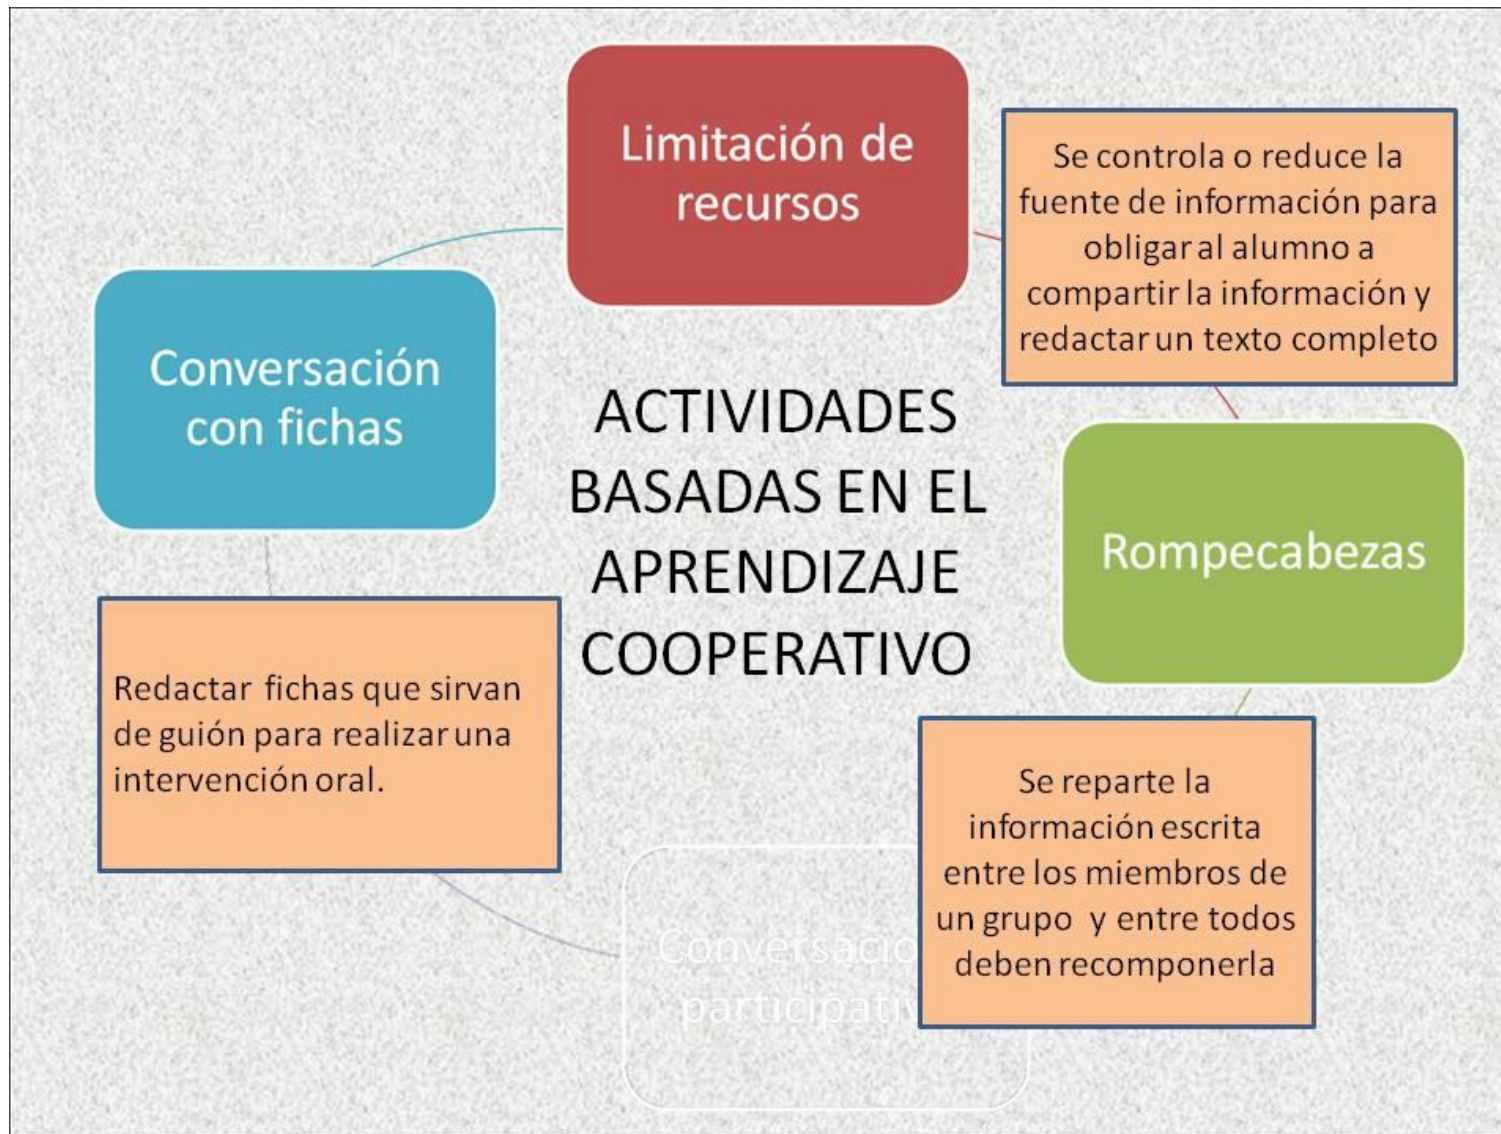 Limitación de
recursos
Se controla o reduce la
fuente de información para
obligar al alumno a
compartir la información y
redactar un texto completo
Conversación
con fichas
ACTIVIDADES
BASADAS EN EL
APRENDIZAJE
COOPERATIVO
Rompecabezas
Redactar fichas que sirvan
de guión para realizar una
intervención oral.
Se reparte la
información escrita
entre los miembros de
un grupo y entre todos
deben recomponerla